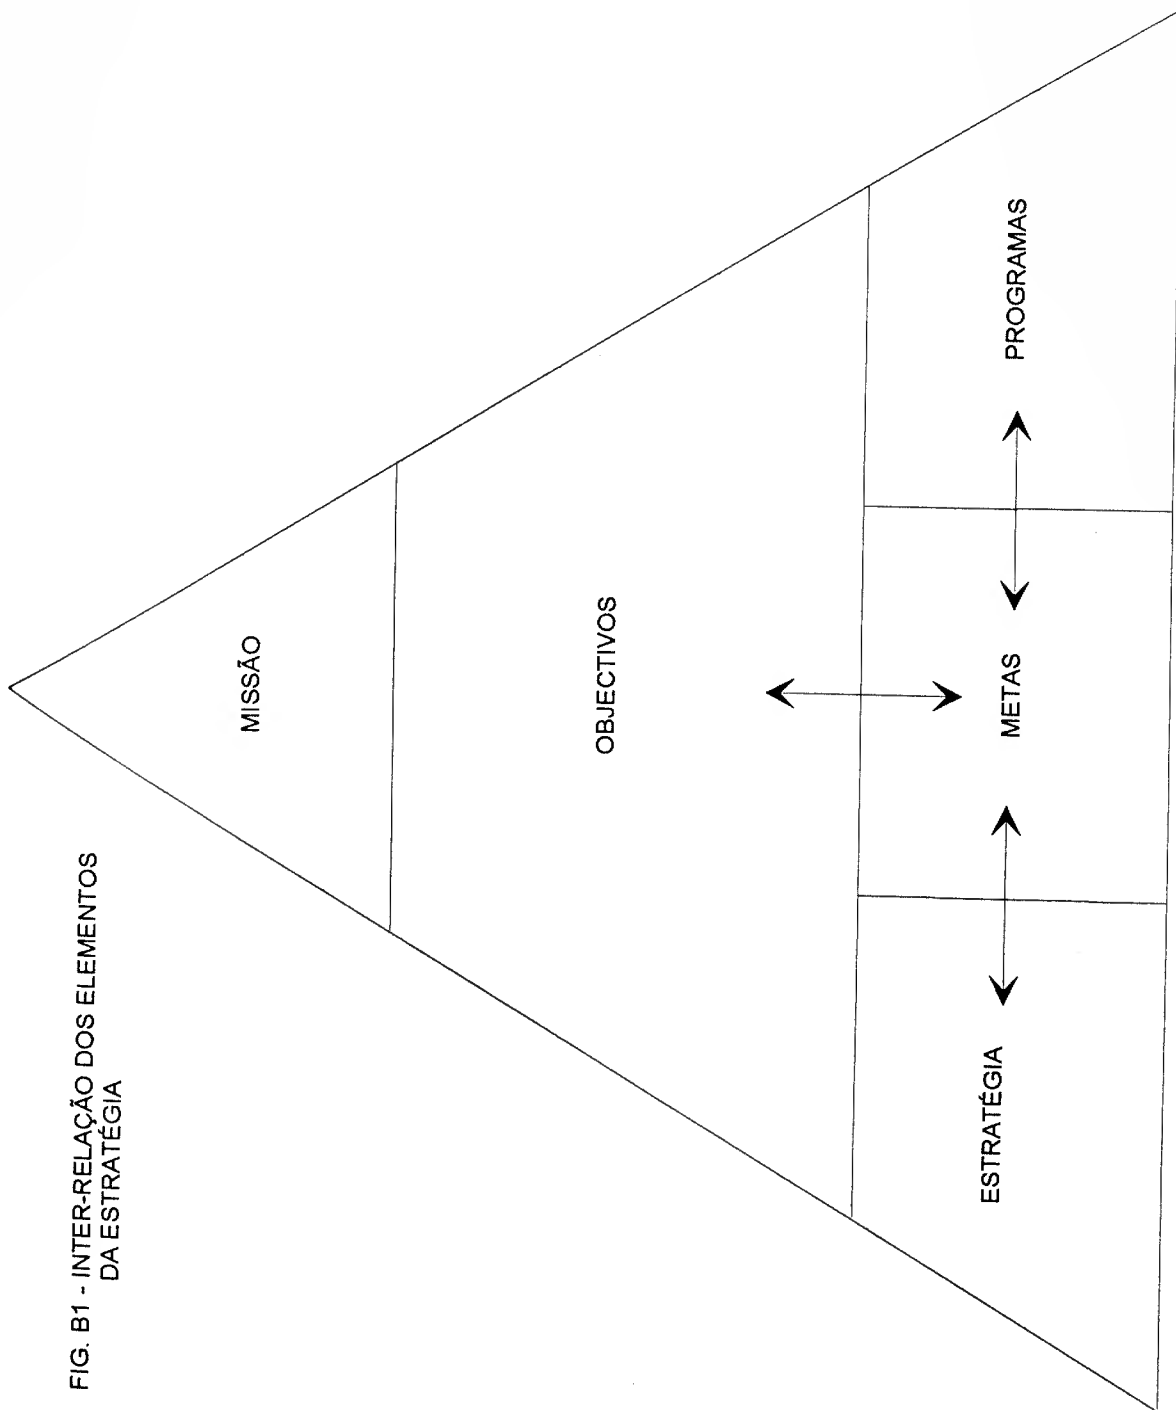 FIG. B1 - INTER-RELAÇÃO DOS ELEMENTOS
DA ESTRATÉGIA
MISSÃO
OBJECTIVOS
ESTRATÉGIA
METAS
PROGRAMAS